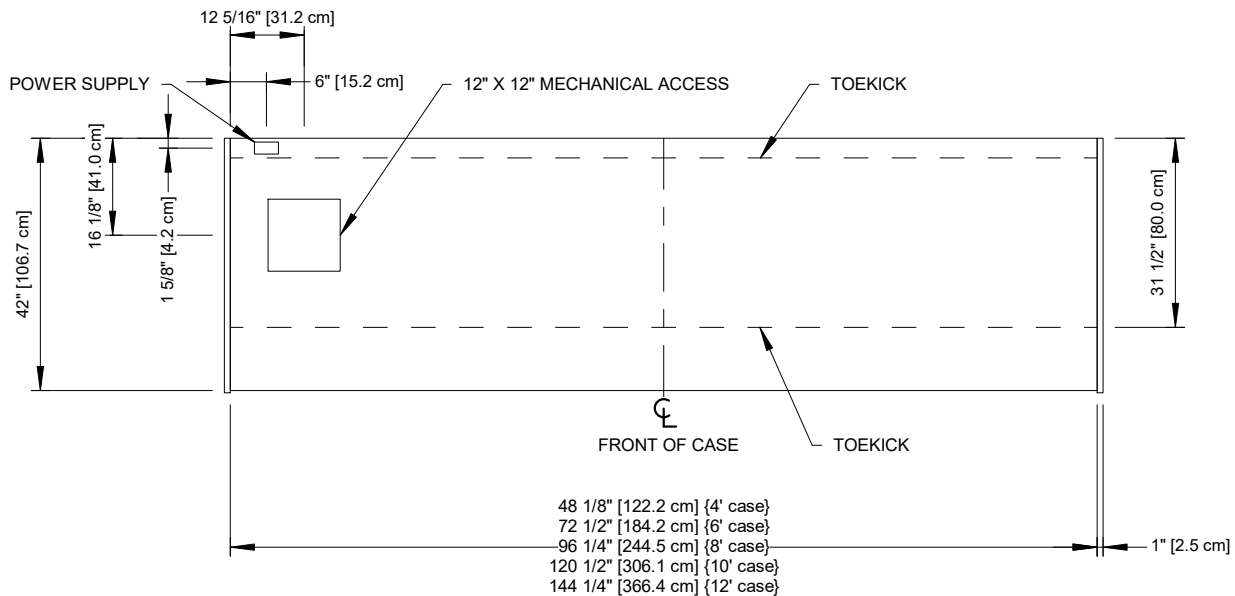 12 5/16" [31.2 cm]
6" [15.2 cm]
POWER SUPPLY
12" X 12" MECHANICAL ACCESS
TOEKICK
42" [106.7 cm]
16 1/8" [41.0 cm]
1 5/8" [4.2 cm]
31 1/2" [80.0 cm]
℄
FRONT OF CASE
TOEKICK
48 1/8" [122.2 cm] {4' case}
72 1/2" [184.2 cm] {6' case}
96 1/4" [244.5 cm] {8' case}
120 1/2" [306.1 cm] {10' case}
144 1/4" [366.4 cm] {12' case}
1" [2.5 cm]